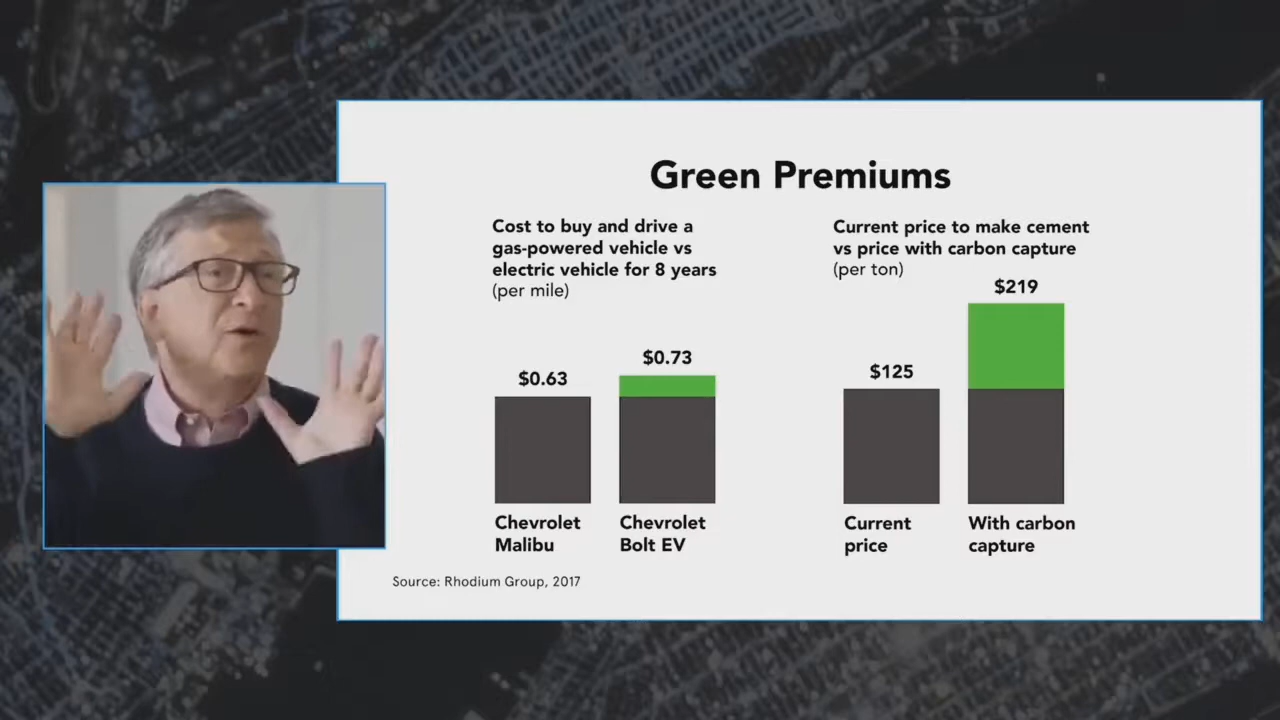 Green Premiums
Cost to buy and drive a
gas-powered vehicle vs
electric vehicle for 8 years
(per mile)
$0.63
$0.73
Chevrolet
Malibu
Chevrolet
Bolt EV
Current price to make cement
vs price with carbon capture
(per ton)
$125
$219
Current
price
With carbon
capture
Source: Rhodium Group, 2017